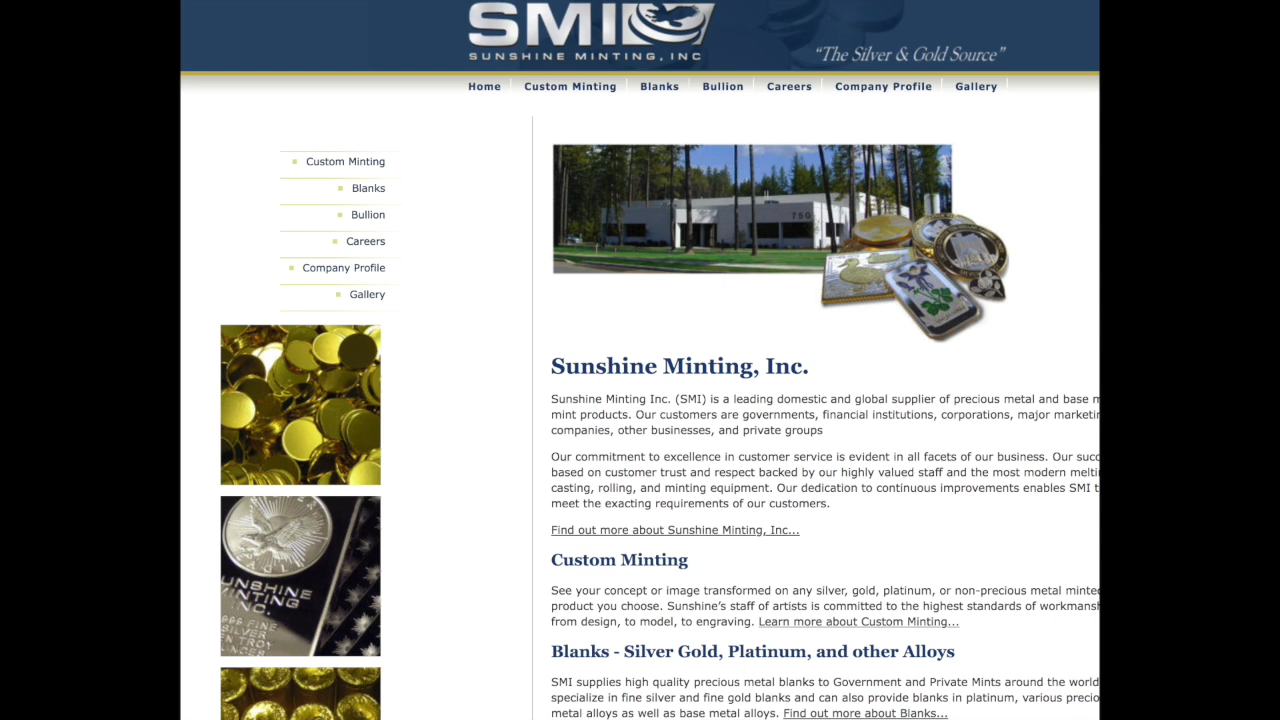 SMI
SUNSHINE MINTING, INC
“The Silver & Gold Source”
Home Custom Minting Blanks Bullion Careers Company Profile Gallery
Custom Minting
Blanks
Bullion
Careers
Company Profile
Gallery
750
UNSHINE
MINTING
INC.
999 FINE
SILVER
TEN TROY
OUNCES
Sunshine Minting, Inc.
Sunshine Minting Inc. (SMI) is a leading domestic and global supplier of precious metal and base
mint products. Our customers are governments, financial institutions, corporations, major
companies, other businesses, and private groups
Our commitment to excellence in customer service is evident in all facets of our business. Our
based on customer trust and respect backed by our highly valued staff and the most modern
casting, rolling, and minting equipment. Our dedication to continuous improvements enables SMI
meet the exacting requirements of our customers.
Find out more about Sunshine Minting, Inc...
Custom Minting
See your concept or image transformed on any silver, gold, platinum, or non-precious metal minted
product you choose. Sunshine’s staff of artists is committed to the highest standards of
from design, to model, to engraving. Learn more about Custom Minting...
Blanks - Silver Gold, Platinum, and other Alloys
SMI supplies high quality precious metal blanks to Government and Private Mints around the world
specialize in fine silver and fine gold blanks and can also provide blanks in platinum, various
metal alloys as well as base metal alloys. Find out more about Blanks...